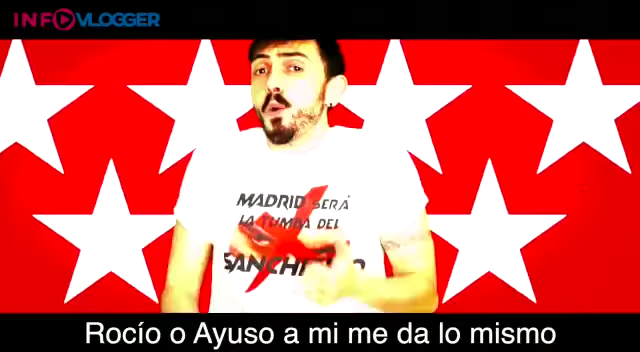 INFOVLOGGER
MADRID SERÁ
LA TUMBA DEL
Rocío o Ayuso a mi me da lo mismo